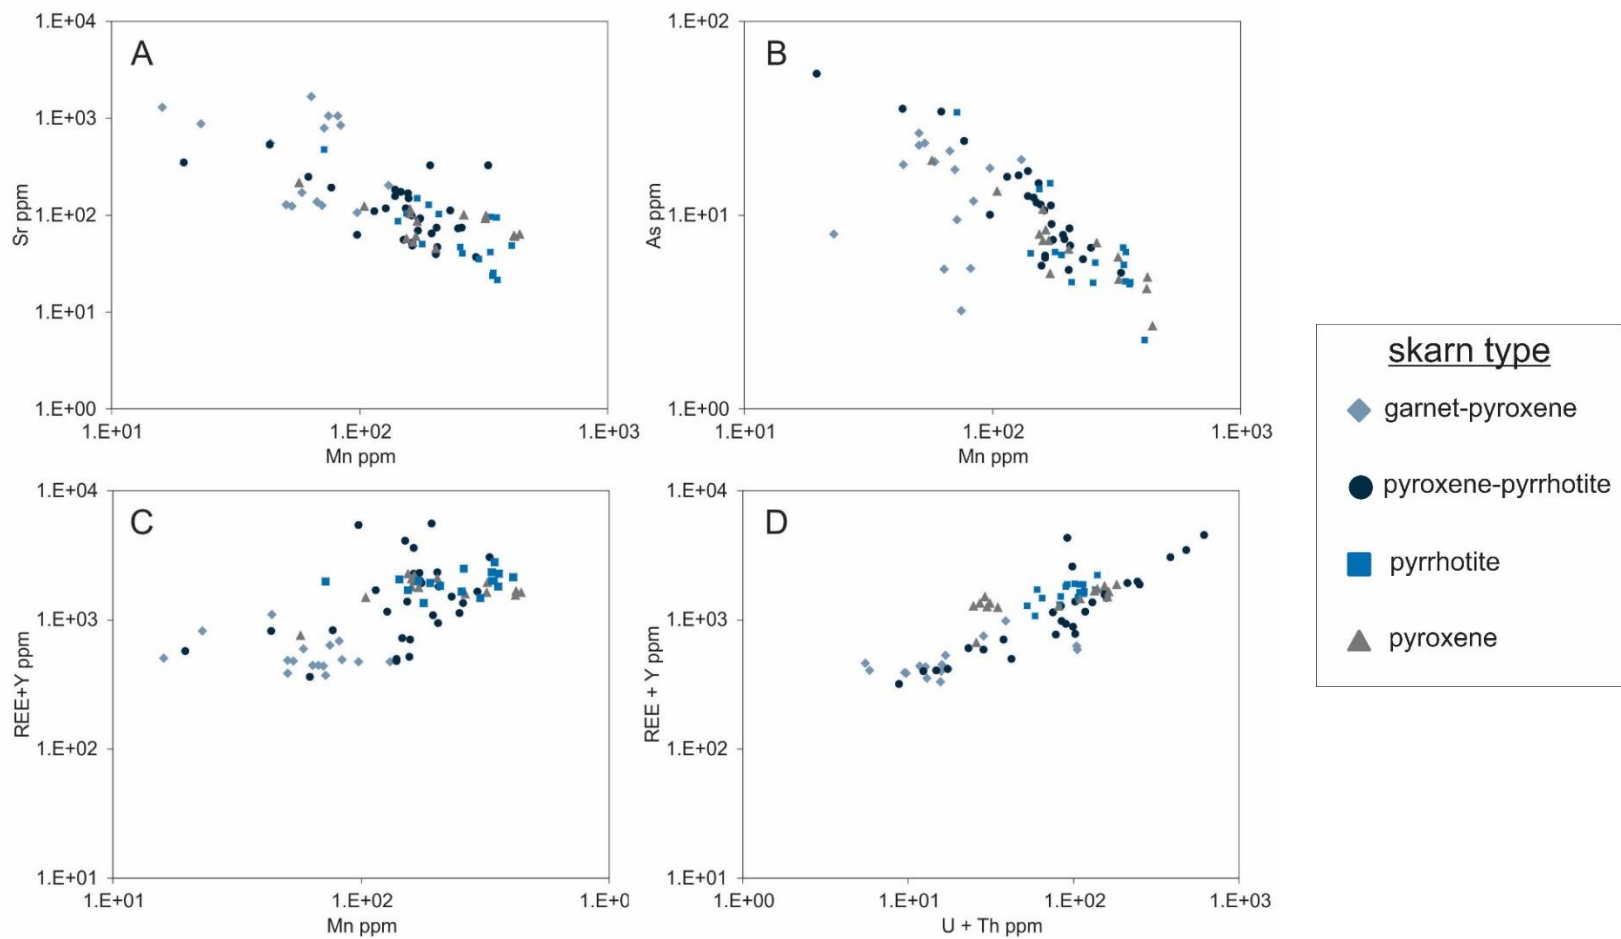 A
1.E+04
1.E+03
1.E+02
1.E+01
1.E+00
Sr ppm
1.E+01
1.E+02
1.E+03
Mn ppm
B
1.E+02
1.E+01
1.E+00
As ppm
1.E+01
1.E+02
1.E+03
Mn ppm
C
1.E+04
1.E+03
1.E+02
1.E+01
REE+Y ppm
1.E+01
1.E+02
1.E+0
Mn ppm
D
1.E+04
1.E+03
1.E+02
1.E+01
REE + Y ppm
1.E+00
1.E+01
1.E+02
1.E+03
U + Th ppm
skarn type
garnet-pyroxene
pyroxene-pyrrhotite
pyrrhotite
pyroxene